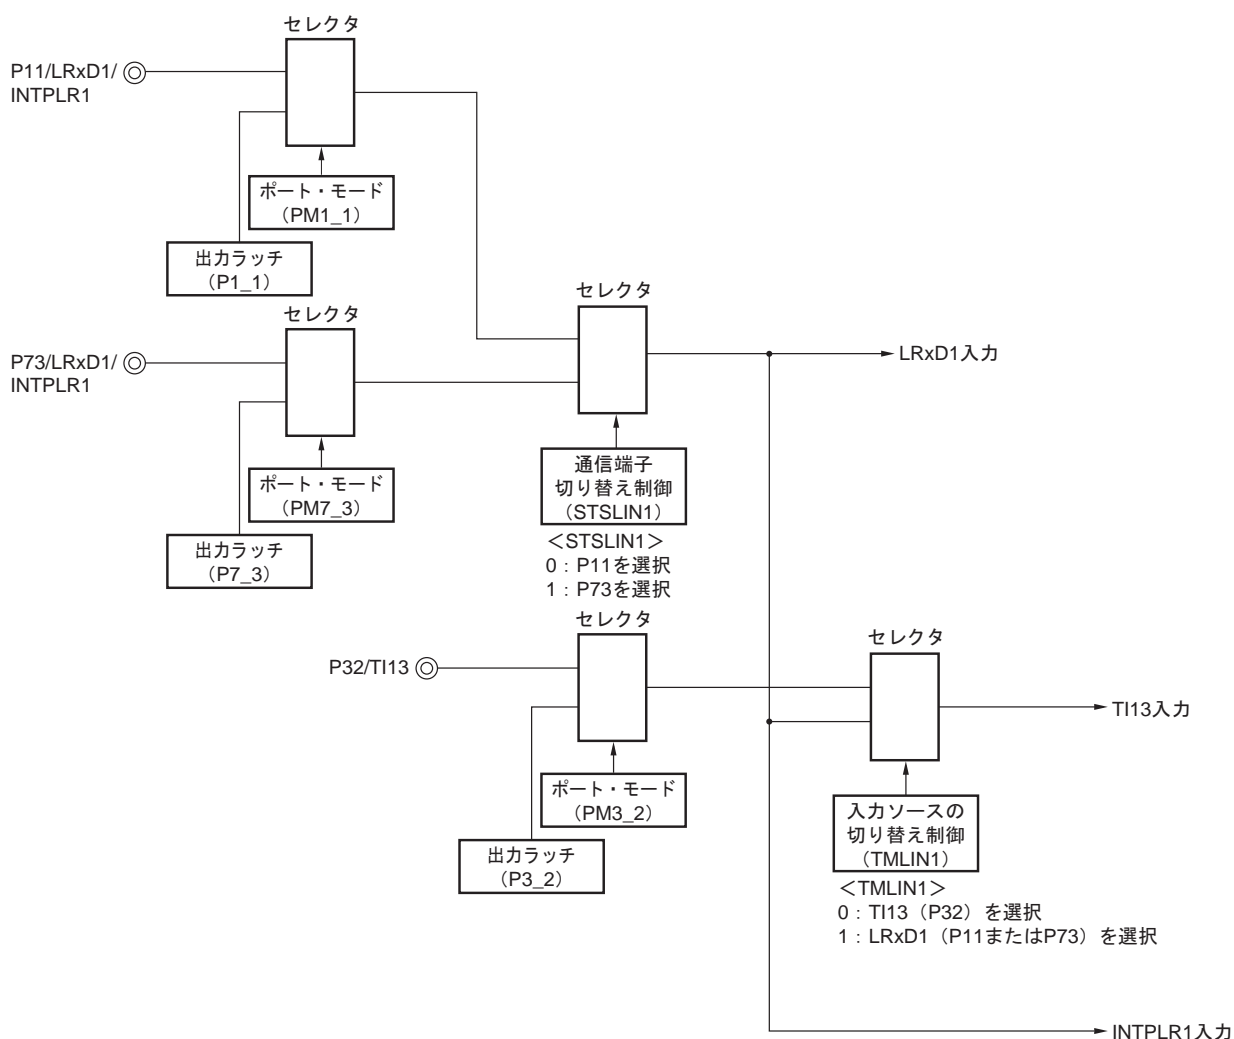 セレクタ
P11/LRxD1/
INTPLR1
ポート・モード
（PM1_1）
出力ラッチ
（P1_1）
セレクタ
P73/LRxD1/
INTPLR1
ポート・モード
（PM7_3）
出力ラッチ
（P7_3）
セレクタ
LRxD1入力
通信端子
切り替え制御
（STSLIN1）
＜STSLIN1＞
0：P11を選択
1：P73を選択
セレクタ
P32/TI13
ポート・モード
（PM3_2）
出力ラッチ
（P3_2）
セレクタ
TI13入力
入力ソースの
切り替え制御
（TMLIN1）
＜TMLIN1＞
0：TI13（P32）を選択
1：LRxD1（P11またはP73）を選択
INTPLR1入力